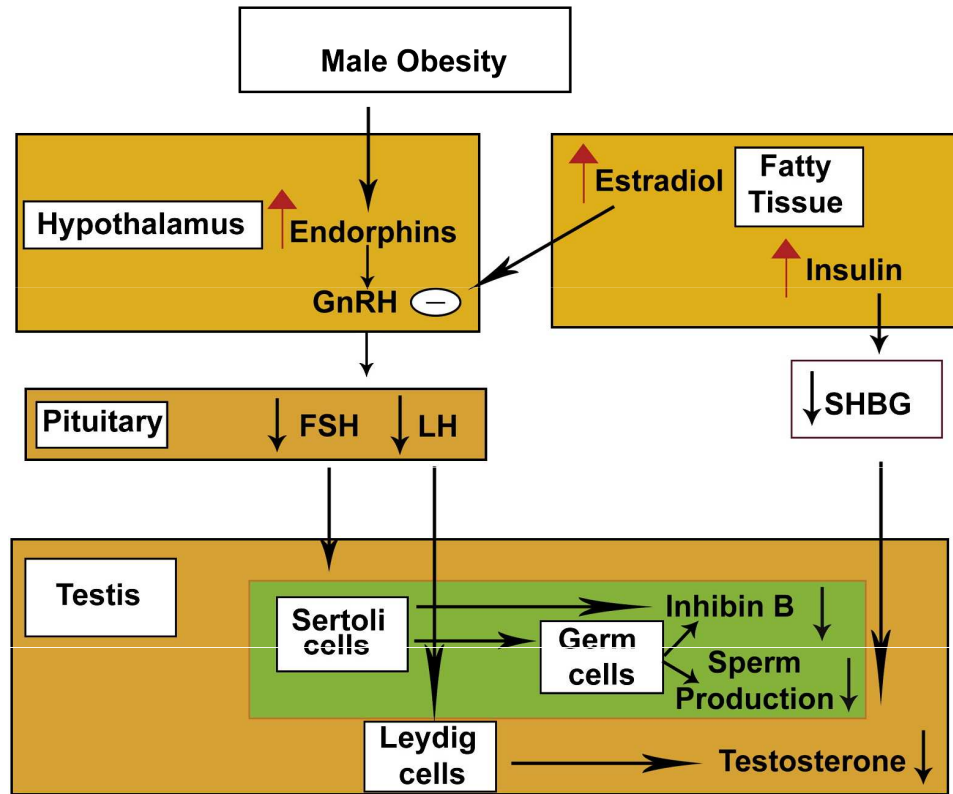 Male Obesity
Hypothalamus
Endorphins
GnRH —
Estradiol
Fatty
Tissue
Insulin
Pituitary
FSH
LH
SHBG
Testis
Sertoli
cells
Germ
cells
Inhibin B
Sperm
Production
Leydig
cells
Testosterone